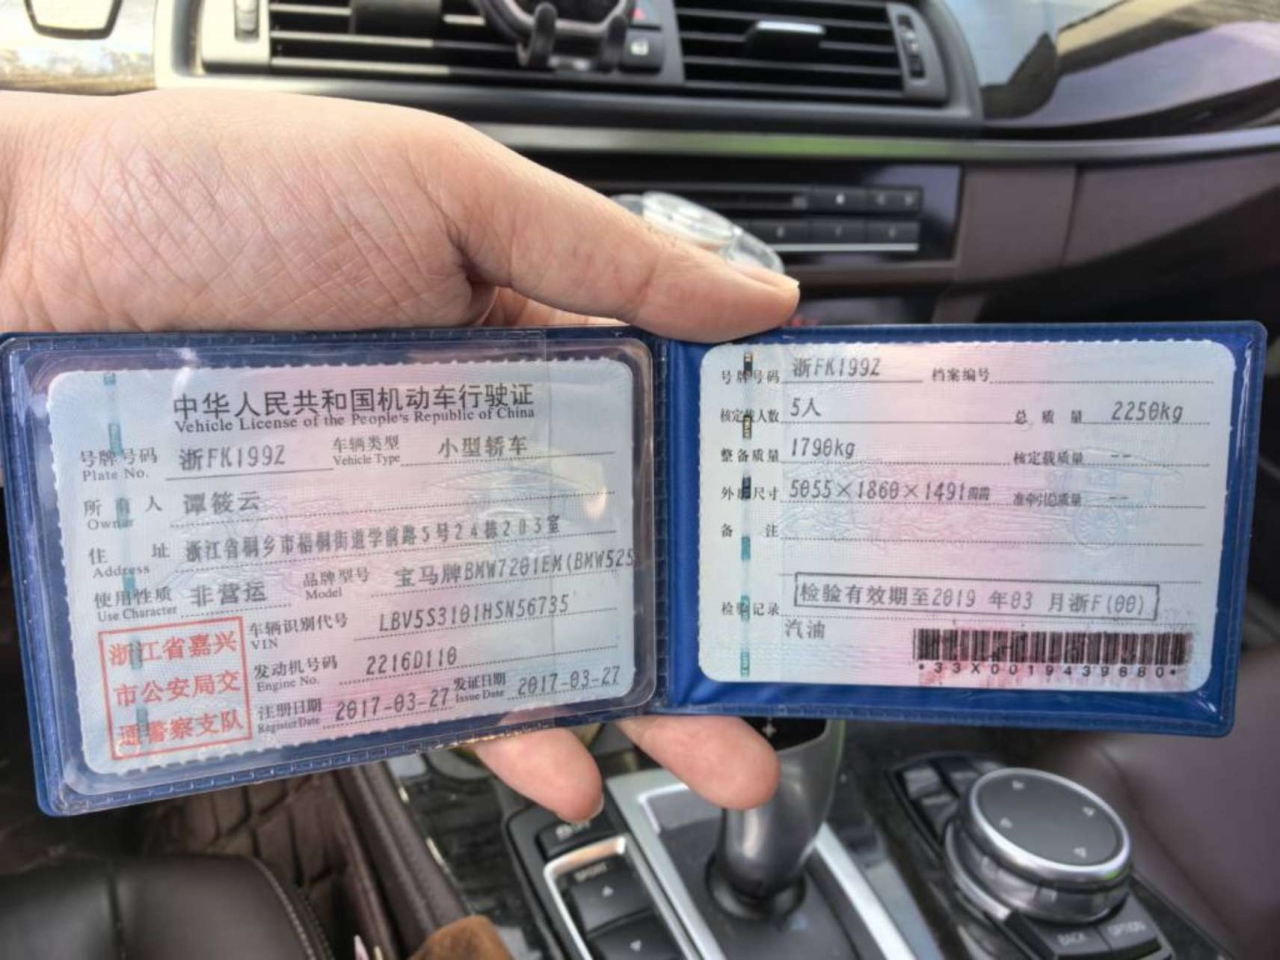 中华人民共和国机动车行驶证
Vehicle License of the People's Republic of China
号牌号码 浙FK199Z 车辆类型 小型轿车
Plate No. Vehicle Type
所有人 谭筱云
Owner
住址 浙江省桐乡市梧桐街道学前路5号24栋203室
Address
使用性质 非营运 品牌型号 宝马牌BMW7201EM(BMW525
Use Character Model
浙江省嘉兴
市公安局交
通警察支队
车辆识别代号 LBV5S3101HSN56735
VIN
发动机号码 2216D110
Engine No.
注册日期 2017-03-27 发证日期 2017-03-27
Register Date Issue Date
号牌号码 浙FK199Z 档案编号
核定载人数 5人 总质量 2250kg
整备质量 1790kg 核定载质量 --
外廓尺寸 5055×1860×1491mm 准牵引总质量 --
备注
检验有效期至2019 年03 月浙F(00)
检验记录
汽油
*33X0019439880*
SPORT
BACK
OPTION